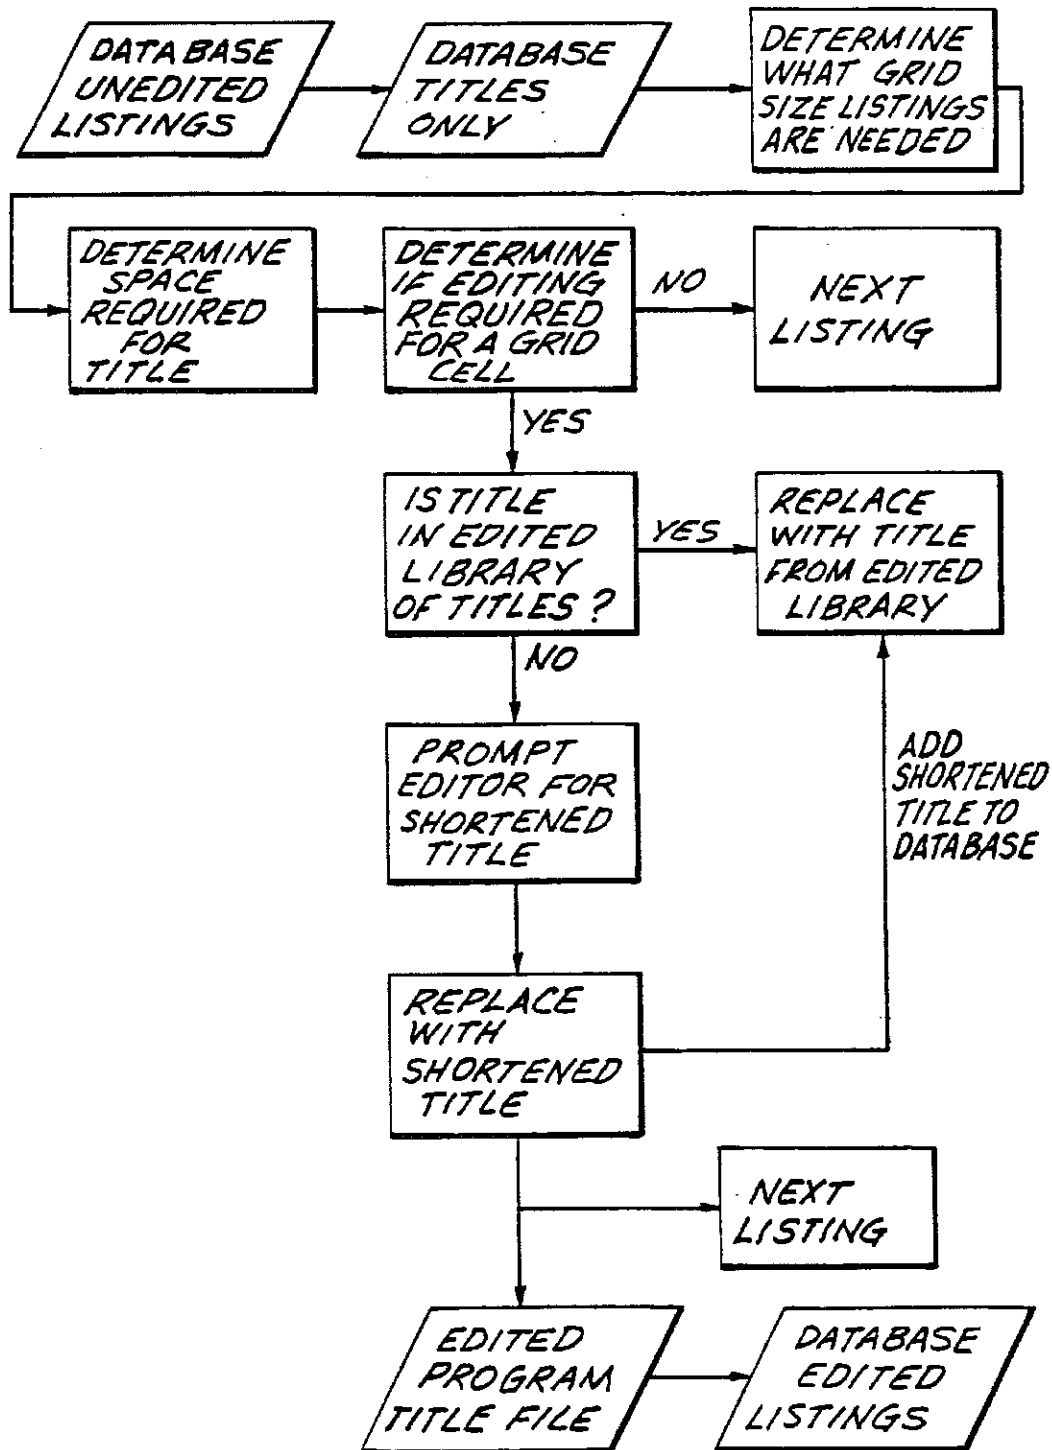 DATABASE
UNEDITED
LISTINGS
DATABASE
TITLES
ONLY
DETERMINE
WHAT GRID
SIZE LISTINGS
ARE NEEDED
DETERMINE
SPACE
REQUIRED
FOR
TITLE
DETERMINE
IF EDITING
REQUIRED
FOR A GRID
CELL
NO
NEXT
LISTING
YES
IS TITLE
IN EDITED
LIBRARY
OF TITLES?
YES
REPLACE
WITH TITLE
FROM EDITED
LIBRARY
NO
PROMPT
EDITOR FOR
SHORTENED
TITLE
ADD
SHORTENED
TITLE TO
DATABASE
REPLACE
WITH
SHORTENED
TITLE
NEXT
LISTING
EDITED
PROGRAM
TITLE FILE
DATABASE
EDITED
LISTINGS